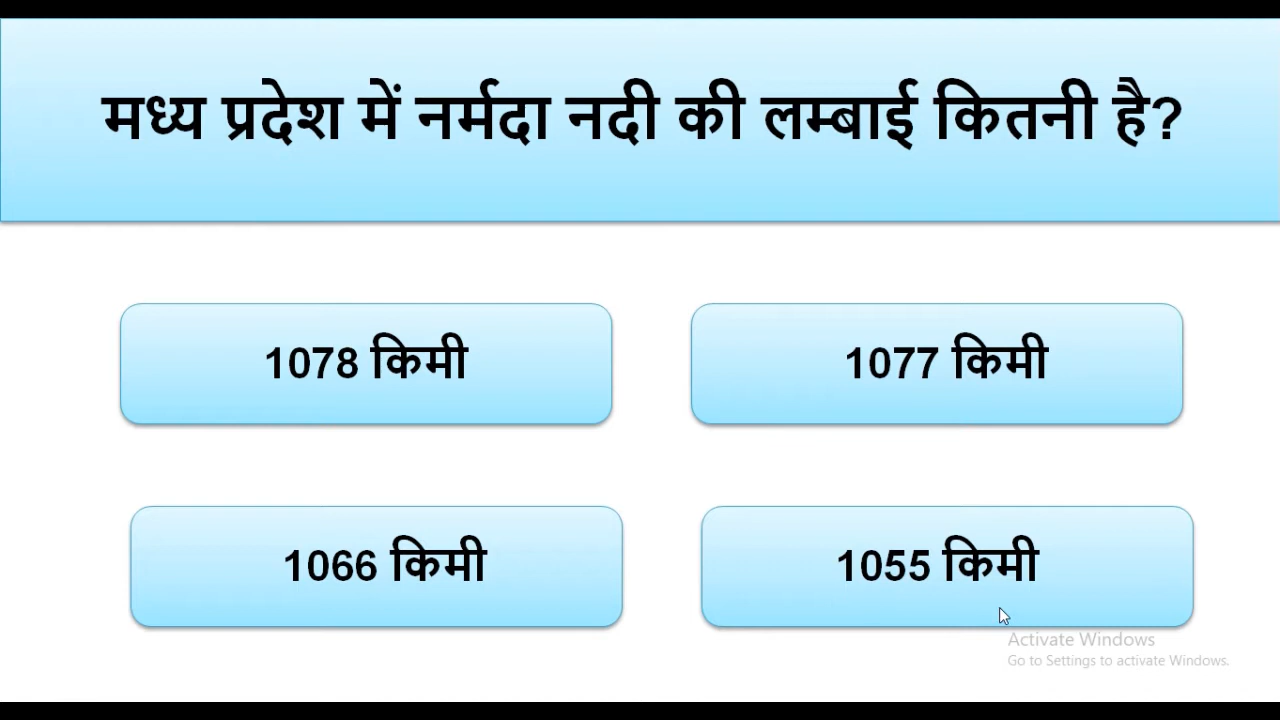 मध्य प्रदेश में नर्मदा नदी की लम्बाई कितनी है?
1078 किमी
1077 किमी
1066 किमी
1055 किमी
Activate Windows
Go to Settings to activate Windows.